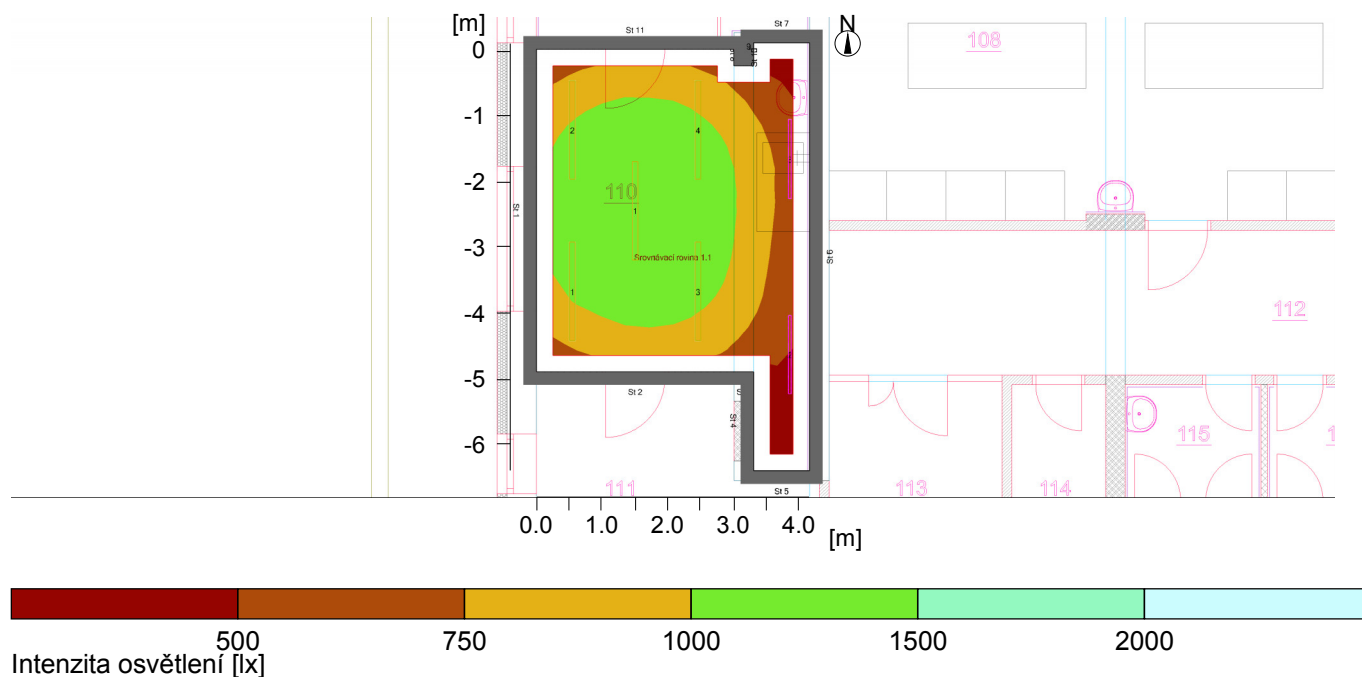 [m]
St 11
St 7
N
108
0
-1
-2
-3
-4
-5
-6
2
4
110
1
Srovnávací rovina 1.1
1
3
St 1
St 9
112
St 2
St 4
115
111
St 5
113
114
0.0 1.0 2.0 3.0 4.0
[m]
500 750 1000 1500 2000
Intenzita osvětlení [lx]